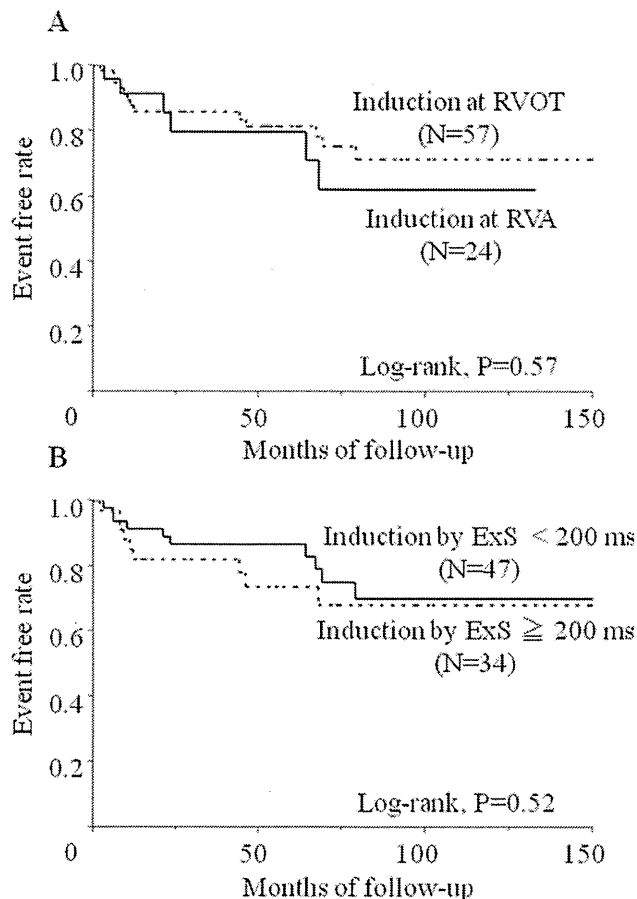 A
1.0
0.8
0.6
0.4
0.2
0
50
100
150
Event free rate
Months of follow-up
Induction at RVOT
(N=57)
Induction at RVA
(N=24)
Log-rank, P=0.57
B
1.0
0.8
0.6
0.4
0.2
0
50
100
150
Event free rate
Months of follow-up
Induction by ExS < 200 ms
(N=47)
Induction by ExS ≧ 200 ms
(N=34)
Log-rank, P=0.52